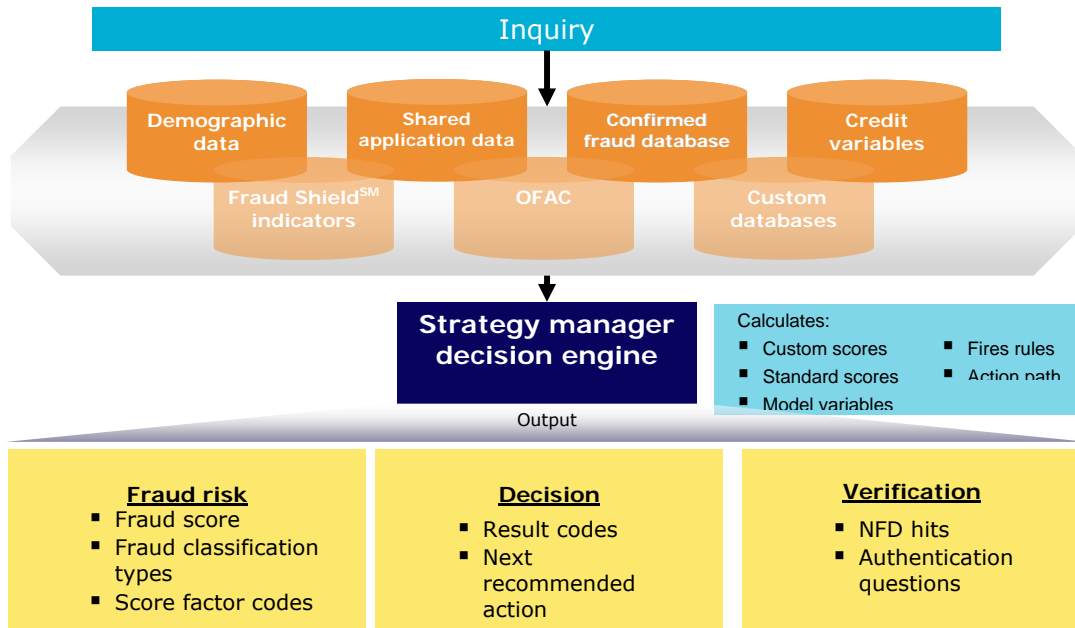 Inquiry
Demographic
data
Shared
application data
Confirmed
fraud database
Credit
variables
Fraud Shield℠
indicators
OFAC
Custom
databases
Strategy manager
decision engine
Calculates:
▪ Custom scores
▪ Standard scores
▪ Model variables
▪ Fires rules
▪ Action path
Output
Fraud risk
▪ Fraud score
▪ Fraud classification
types
▪ Score factor codes
Decision
▪ Result codes
▪ Next
recommended
action
Verification
▪ NFD hits
▪ Authentication
questions